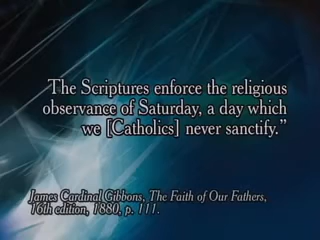 The Scriptures enforce the religious
observance of Saturday, a day which
we [Catholics] never sanctify.”
James Cardinal Gibbons, The Faith of Our Fathers,
16th edition, 1880, p. 111.